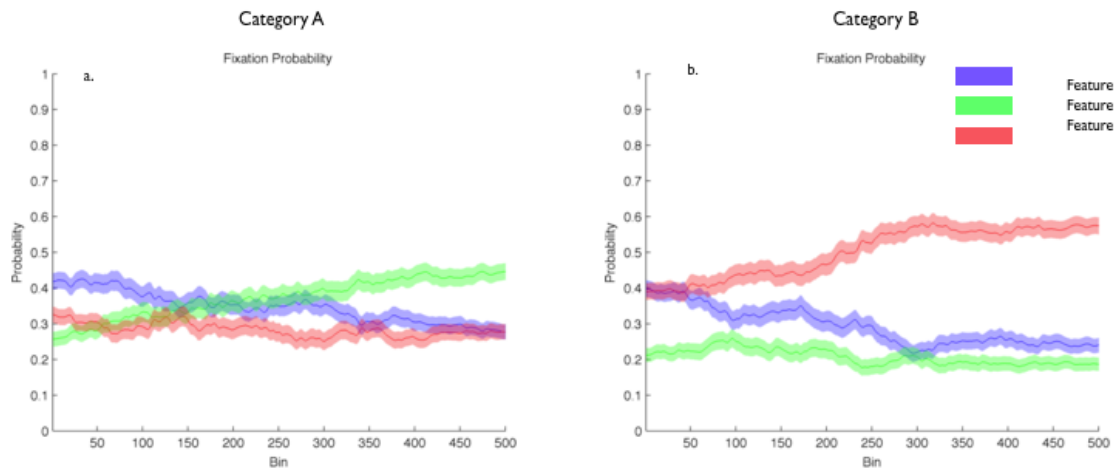 Category A
Fixation Probability
a.
1
0.9
0.8
0.7
0.6
0.5
0.4
0.3
0.2
0.1
0
Probability
50 100 150 200 250 300 350 400 450 500
Bin
Category B
Fixation Probability
b.
Feature
Feature
Feature
1
0.9
0.8
0.7
0.6
0.5
0.4
0.3
0.2
0.1
0
Probability
50 100 150 200 250 300 350 400 450 500
Bin